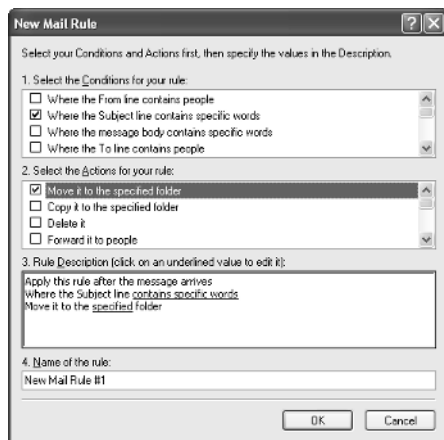 New Mail Rule
Select your Conditions and Actions first, then specify the values in the Description.
1. Select the Conditions for your rule:
Where the From line contains people
Where the Subject line contains specific words
Where the message body contains specific words
Where the To line contains people
2. Select the Actions for your rule:
Move it to the specified folder
Copy it to the specified folder
Delete it
Forward it to people
3. Rule Description (click on an underlined value to edit it):
Apply this rule after the message arrives
Where the Subject line contains specific words
Move it to the specified folder
4. Name of the rule:
New Mail Rule #1
OK Cancel